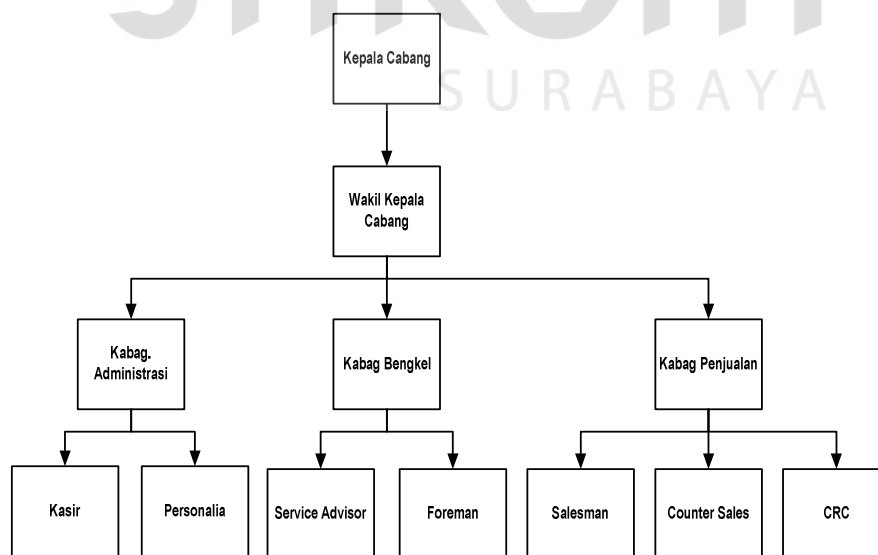 SURABAYA
Kepala Cabang
Wakil Kepala
Cabang
Kabag.
Administrasi
Kabag Bengkel
Kabag Penjualan
Kasir
Personalia
Service Advisor
Foreman
Salesman
Counter Sales
CRC